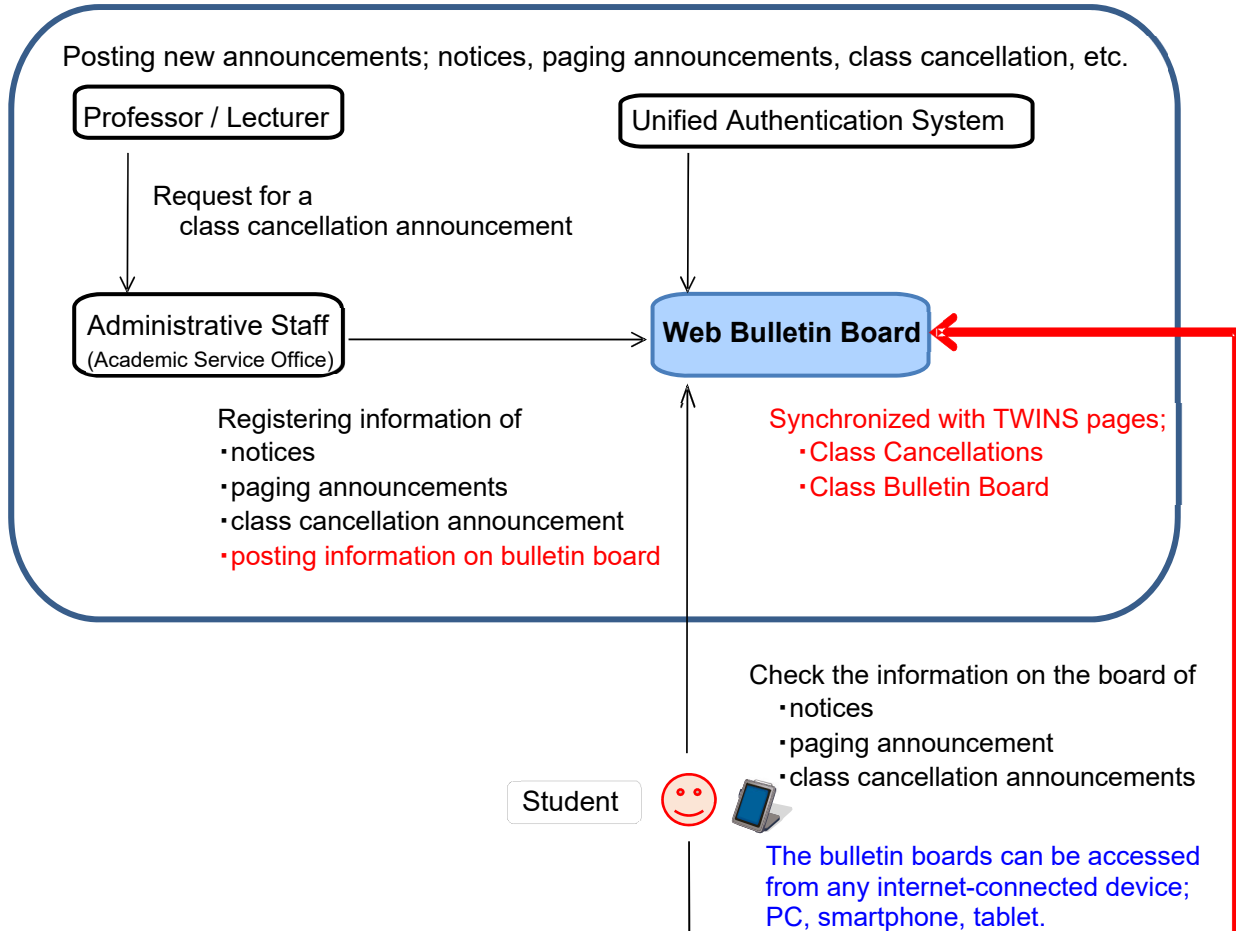 Posting new announcements; notices, paging announcements, class cancellation, etc.
Professor / Lecturer
Unified Authentication System
Request for a
class cancellation announcement
Administrative Staff
(Academic Service Office)
Web Bulletin Board
Registering information of
・notices
・paging announcements
・class cancellation announcement
・posting information on bulletin board
Synchronized with TWINS pages;
・Class Cancellations
・Class Bulletin Board
Check the information on the board of
・notices
・paging announcement
・class cancellation announcements
Student
The bulletin boards can be accessed
from any internet-connected device;
PC, smartphone, tablet.